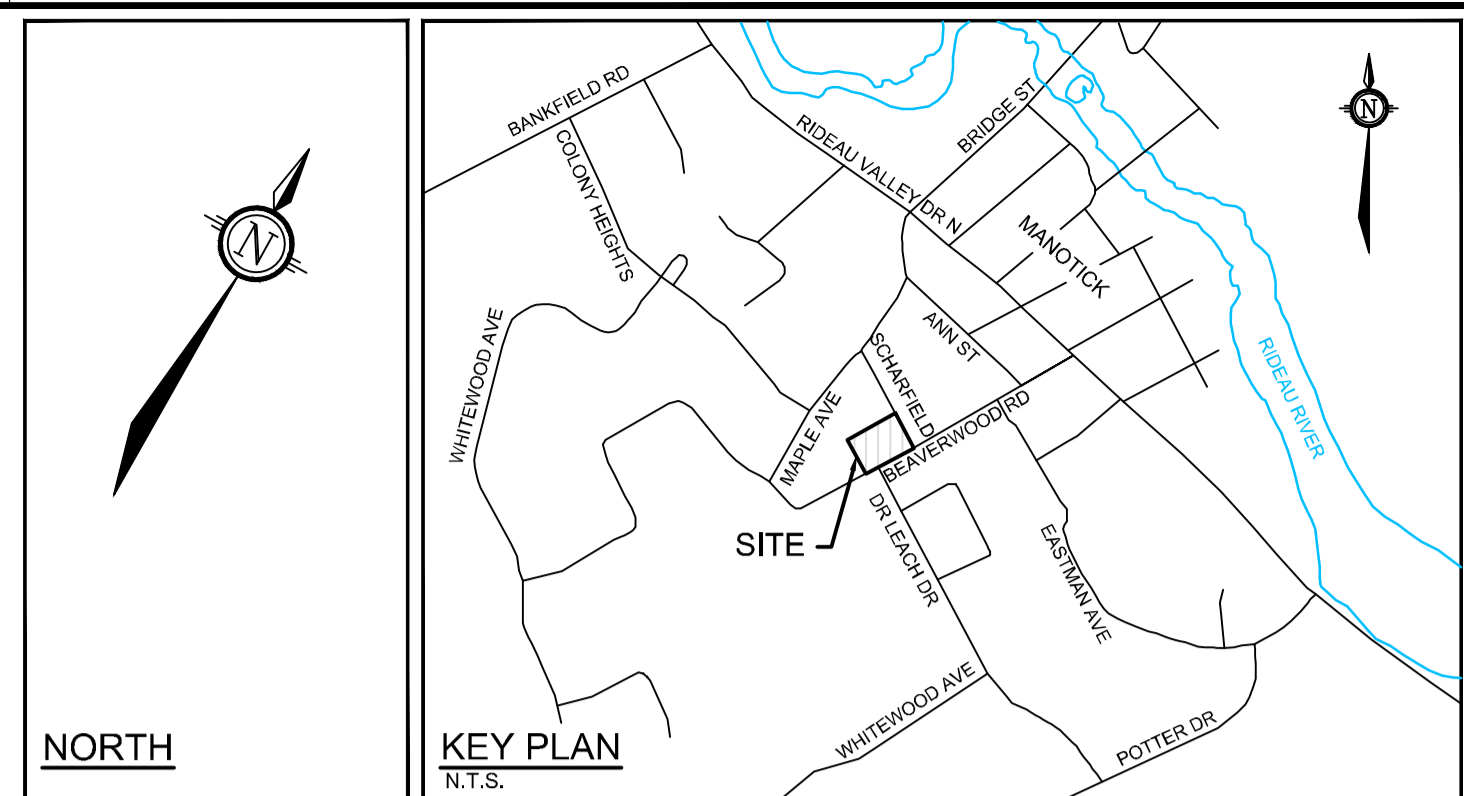 N
NORTH
BANKFIELD RD
COLONY HEIGHTS
RIDEAU VALLEY DR N
BRIDGE ST
N
MANOTICK
WHITEWOOD AVE
ANN ST
SCHARFIELD
MAPLE AVE
BEAVERWOOD RD
RIDEAU RIVER
SITE
DR LEACH DR
EASTMAN AVE
WHITEWOOD AVE
POTTER DR
KEY PLAN
N.T.S.